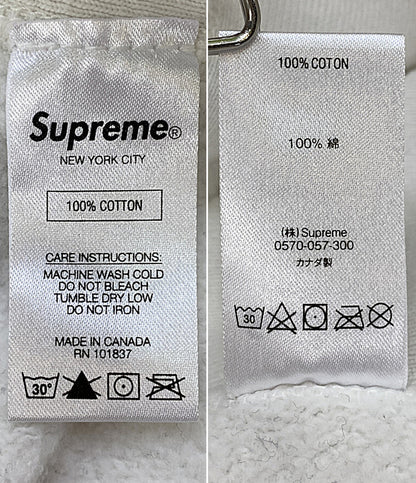 Supreme®
NEW YORK CITY
100% COTTON
CARE INSTRUCTIONS:
MACHINE WASH COLD
DO NOT BLEACH
TUMBLE DRY LOW
DO NOT IRON
MADE IN CANADA
RN 101837
30°
100% COTON
100% 綿
(株) Supreme
0570-057-300
カナダ製
30